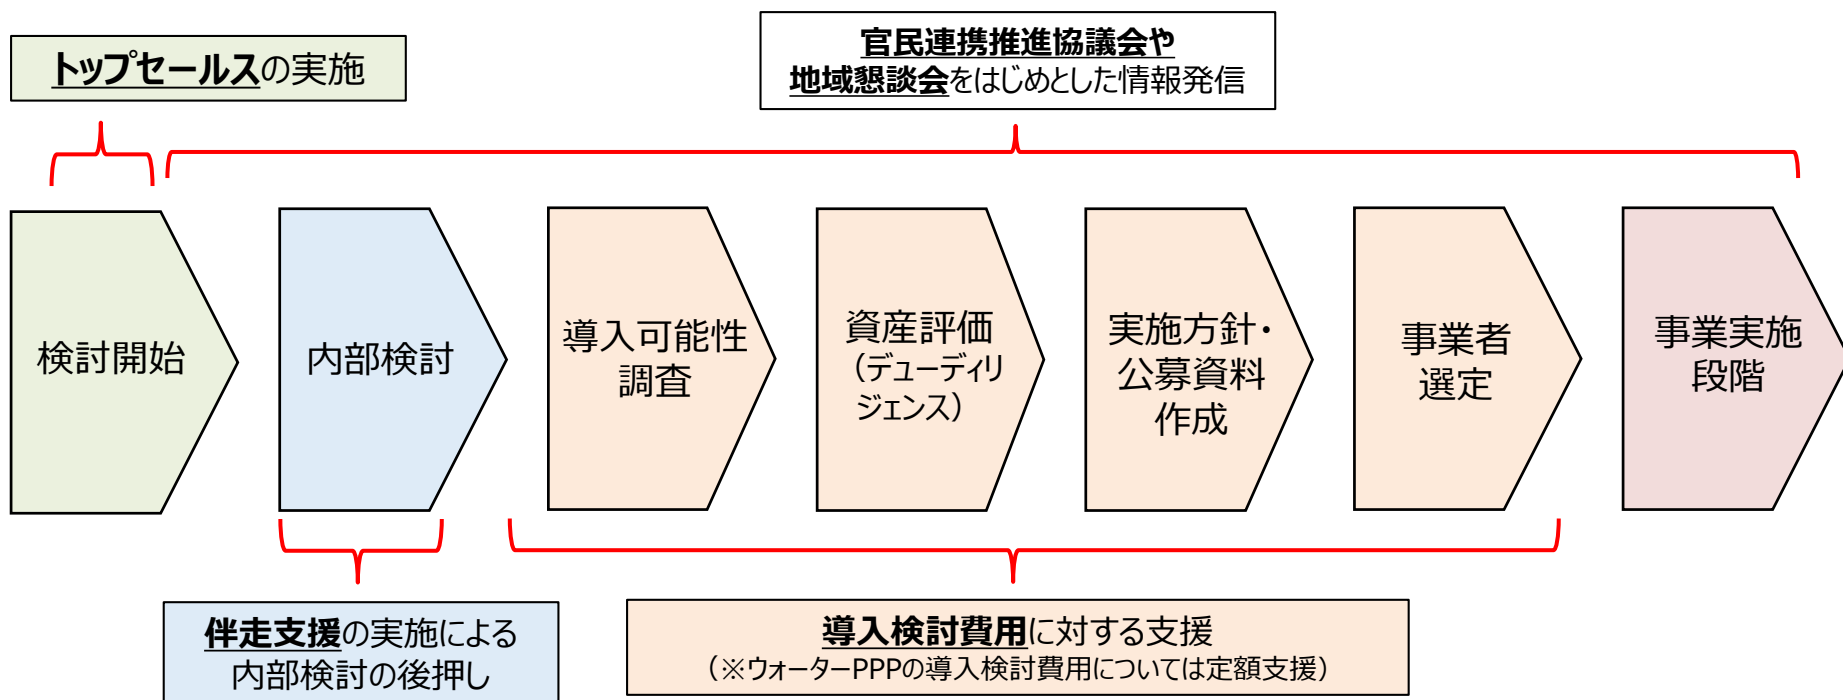 トップセールスの実施
官民連携推進協議会や
地域懇談会をはじめとした情報発信
検討開始
内部検討
導入可能性
調査
資産評価
（デューディリ
ジェンス）
実施方針・
公募資料
作成
事業者
選定
事業実施
段階
伴走支援の実施による
内部検討の後押し
導入検討費用に対する支援
（※ウォーターPPPの導入検討費用については定額支援）